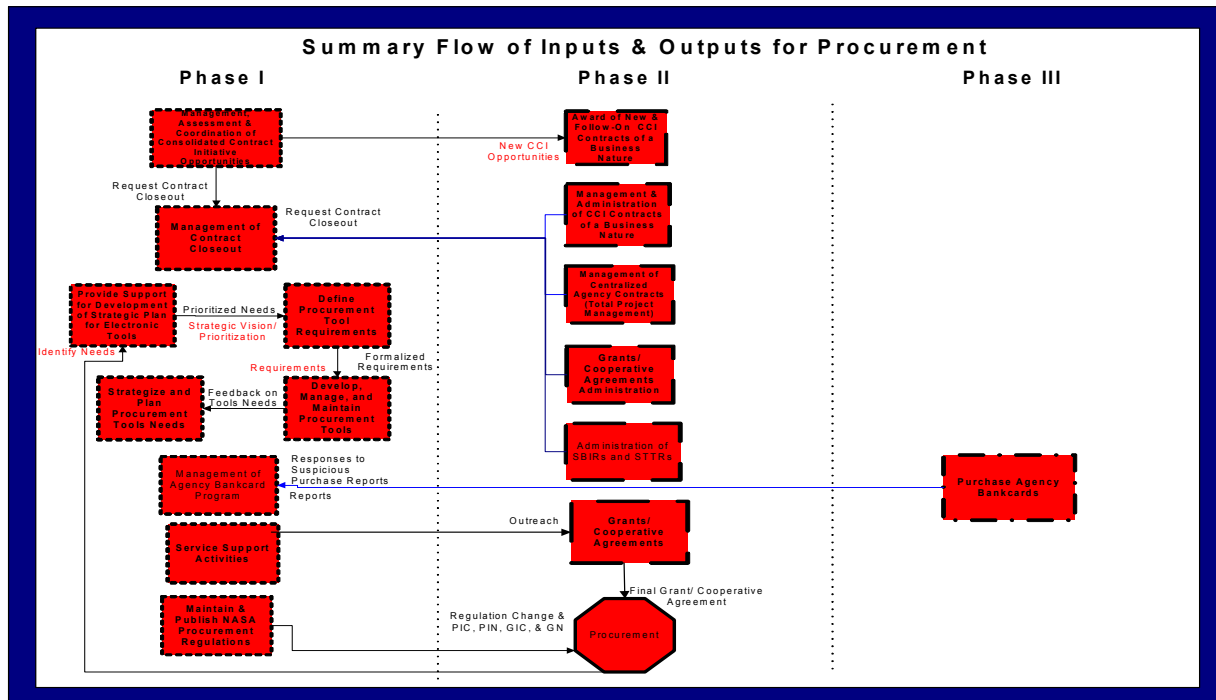 Summary Flow of Inputs & Outputs for Procurement
Phase I
Phase II
Phase III
Management,
Assessment &
Coordination of
Consolidated Contract
Initiative
Opportunities
New CCI
Opportunities
Award of New &
Follow-On CCI
Contracts of a
Business
Nature
Request Contract
Closeout
Management of
Contract
Closeout
Request Contract
Closeout
Management &
Administration
of CCI Contracts
of a Business
Nature
Management of
Centralized
Agency Contracts
(Total Project
Management)
Provide Support
for Development
of Strategic Plan
for Electronic
Tools
Prioritized Needs
Strategic Vision/
Prioritization
Define
Procurement
Tool
Requirements
Identify Needs
Requirements
Formalized
Requirements
Grants/
Cooperative
Agreements
Administration
Strategize and
Plan
Procurement
Tools Needs
Feedback on
Tools Needs
Develop,
Manage, and
Maintain
Procurement
Tools
Administration of
SBIRs and STTRs
Management of
Agency Bankcard
Program
Responses to
Suspicious
Purchase Reports
Reports
Purchase Agency
Bankcards
Service Support
Activities
Outreach
Grants/
Cooperative
Agreements
Final Grant/ Cooperative
Agreement
Maintain &
Publish NASA
Procurement
Regulations
Regulation Change &
PIC, PIN, GIC, & GN
Procurement